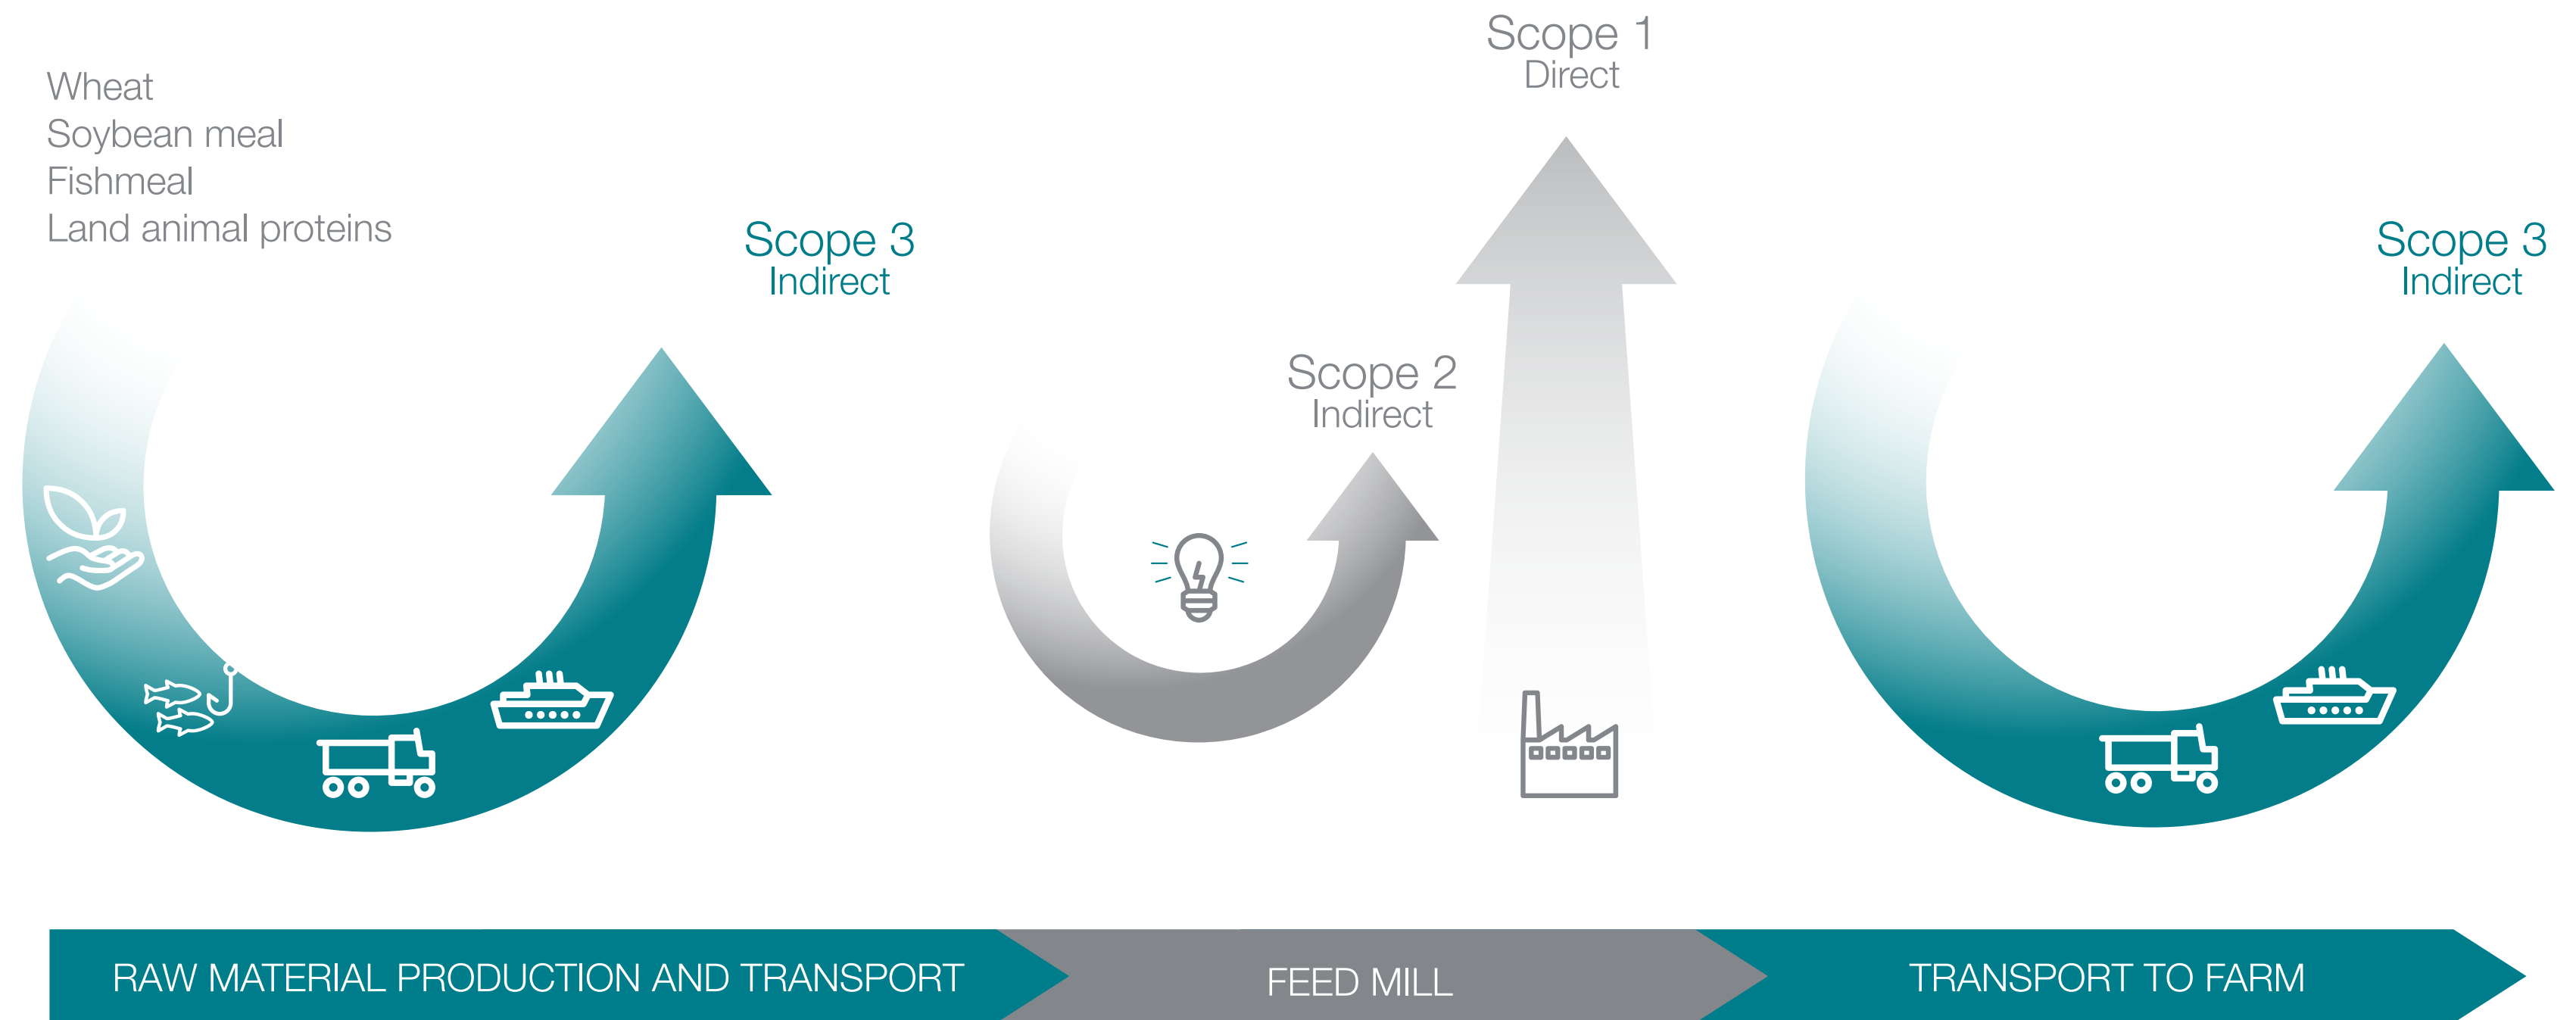 Wheat
Soybean meal
Fishmeal
Land animal proteins
Scope 3
Indirect
Scope 2
Indirect
Scope 1
Direct
Scope 3
Indirect
RAW MATERIAL PRODUCTION AND TRANSPORT
FEED MILL
TRANSPORT TO FARM